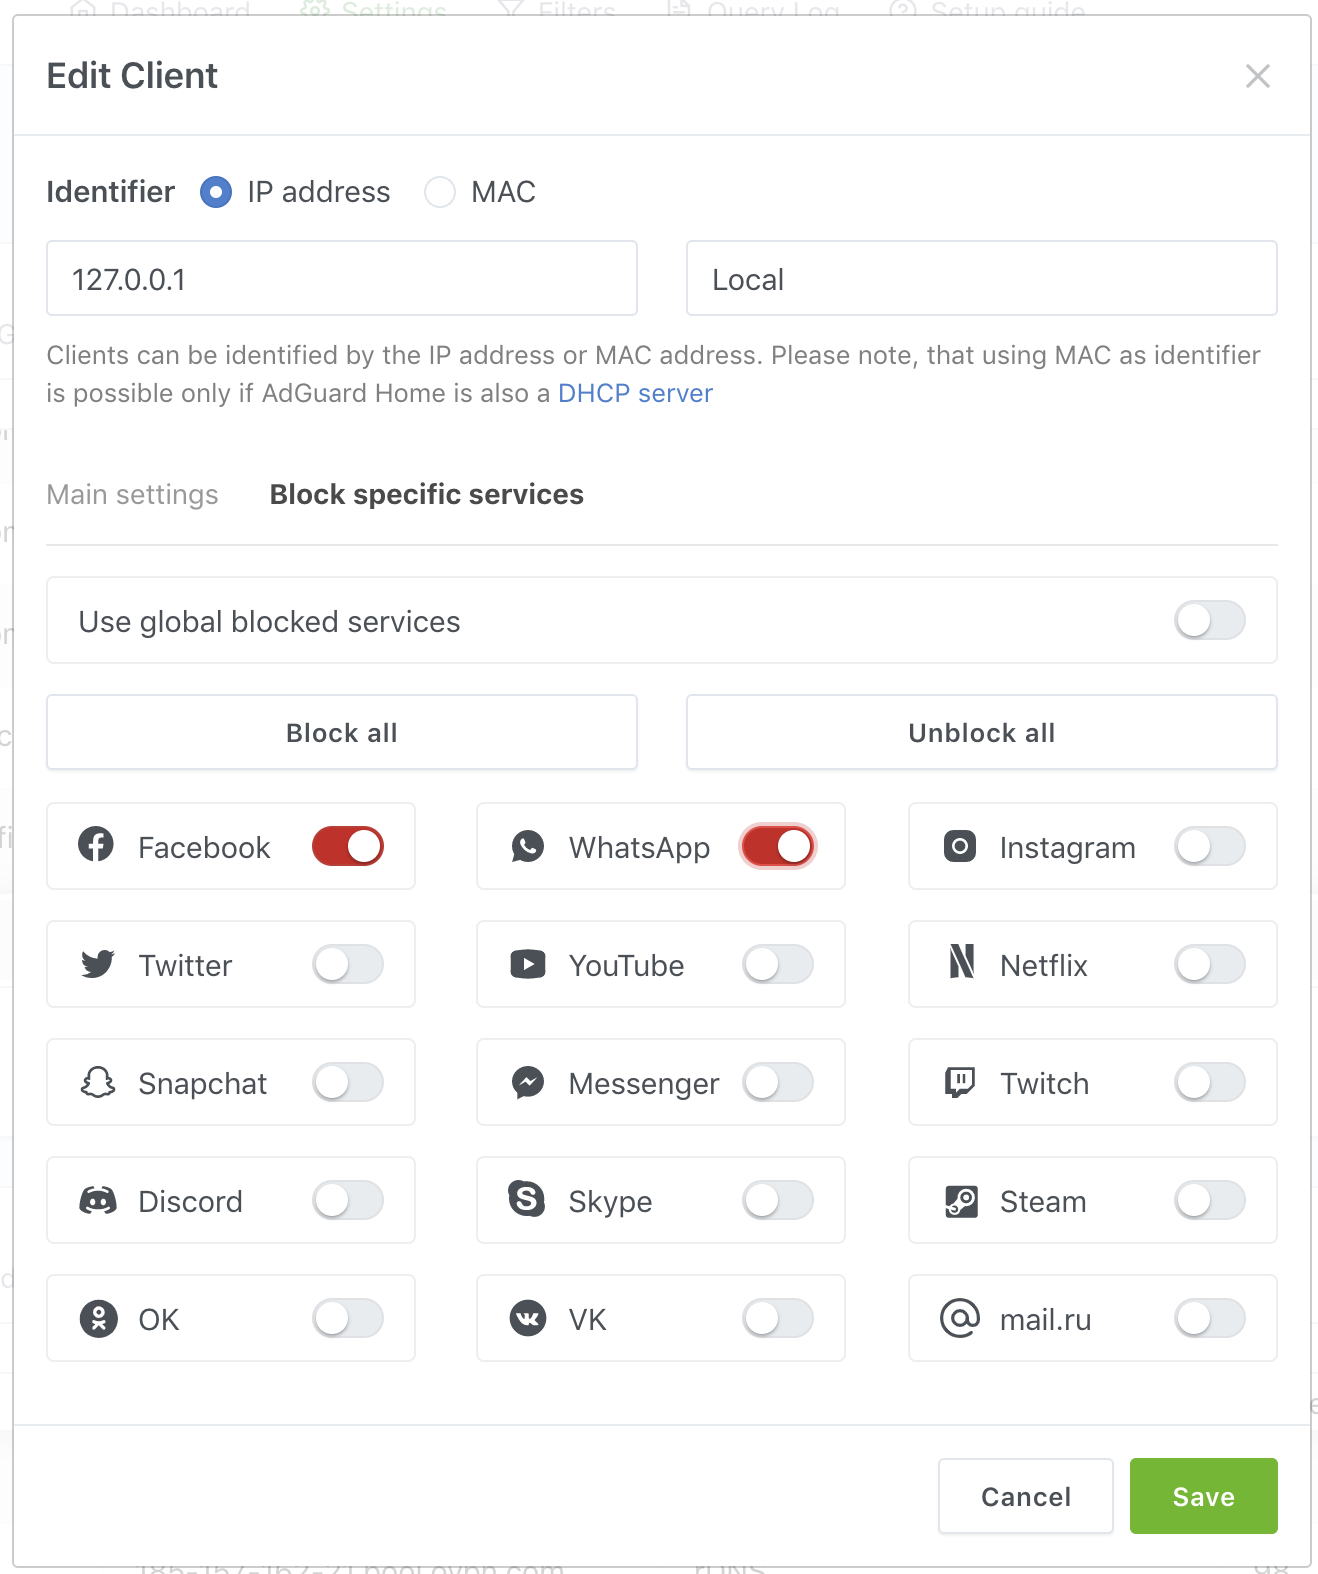 Dashboard Settings Filters Query Log Setup guide
Edit Client
Identifier IP address MAC
127.0.0.1 Local
Clients can be identified by the IP address or MAC address. Please note, that using MAC as identifier
is possible only if AdGuard Home is also a DHCP server
Main settings Block specific services
Use global blocked services
Block all Unblock all
Facebook WhatsApp Instagram
Twitter YouTube Netflix
Snapchat Messenger Twitch
Discord Skype Steam
OK VK mail.ru
Cancel Save
rDNS 98